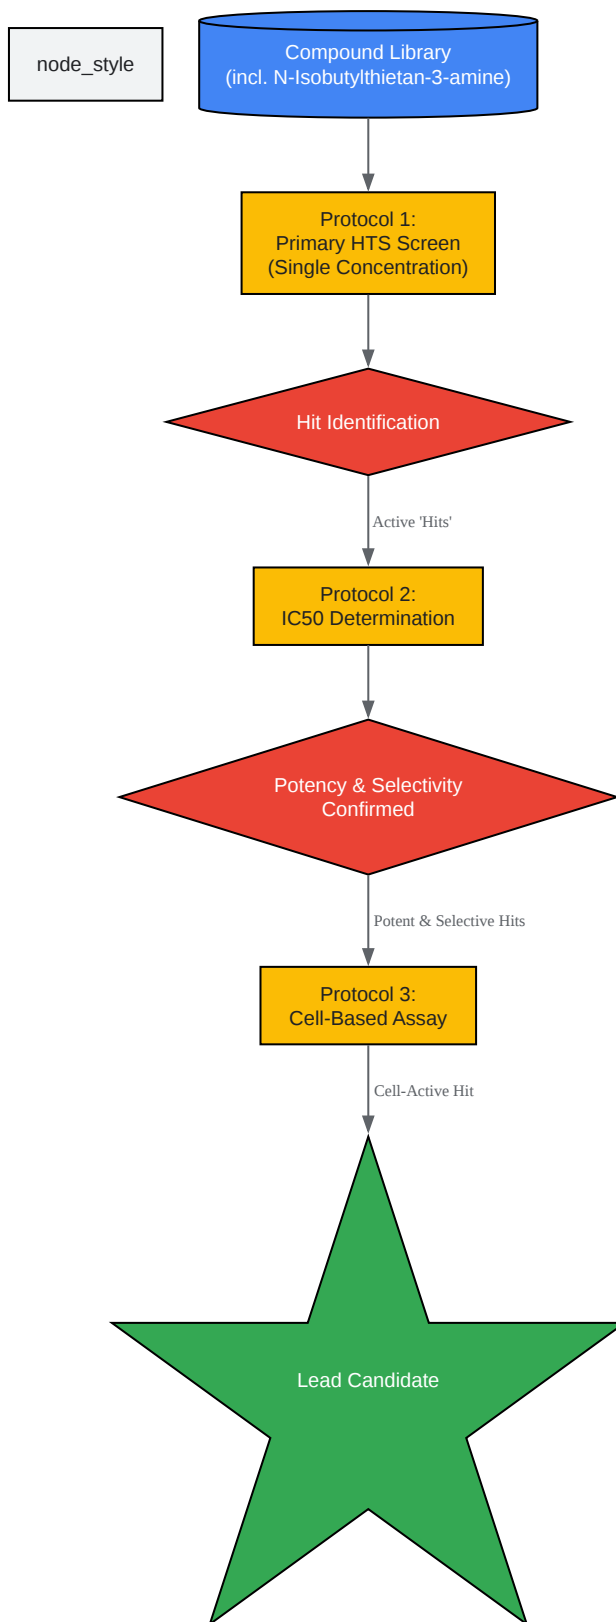 node_style
Compound Library
(incl. N-Isobutylthietan-3-amine)
Protocol 1:
Primary HTS Screen
(Single Concentration)
Hit Identification
Active 'Hits'
Protocol 2:
IC50 Determination
Potency & Selectivity
Confirmed
Potent & Selective Hits
Protocol 3:
Cell-Based Assay
Cell-Active Hit
Lead Candidate